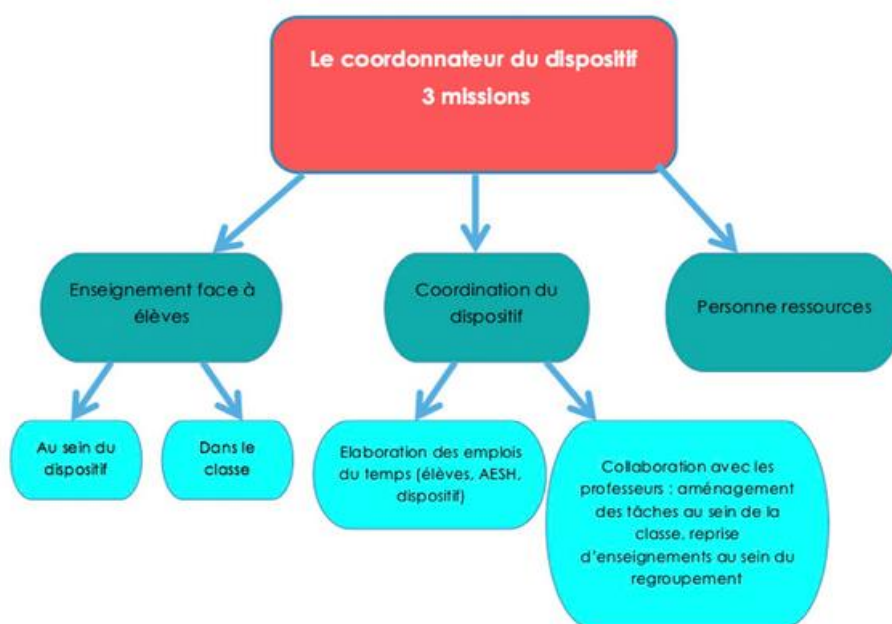 Le coordonnateur du dispositif
3 missions
Enseignement face à
élèves
Coordination du
dispositif
Personne ressources
Au sein du
dispositif
Dans le
classe
Elaboration des emplois
du temps (élèves, AESH,
dispositif)
Collaboration avec les
professeurs : aménagement
des tâches au sein de la
classe, reprise
d'enseignements au sein du
regroupement